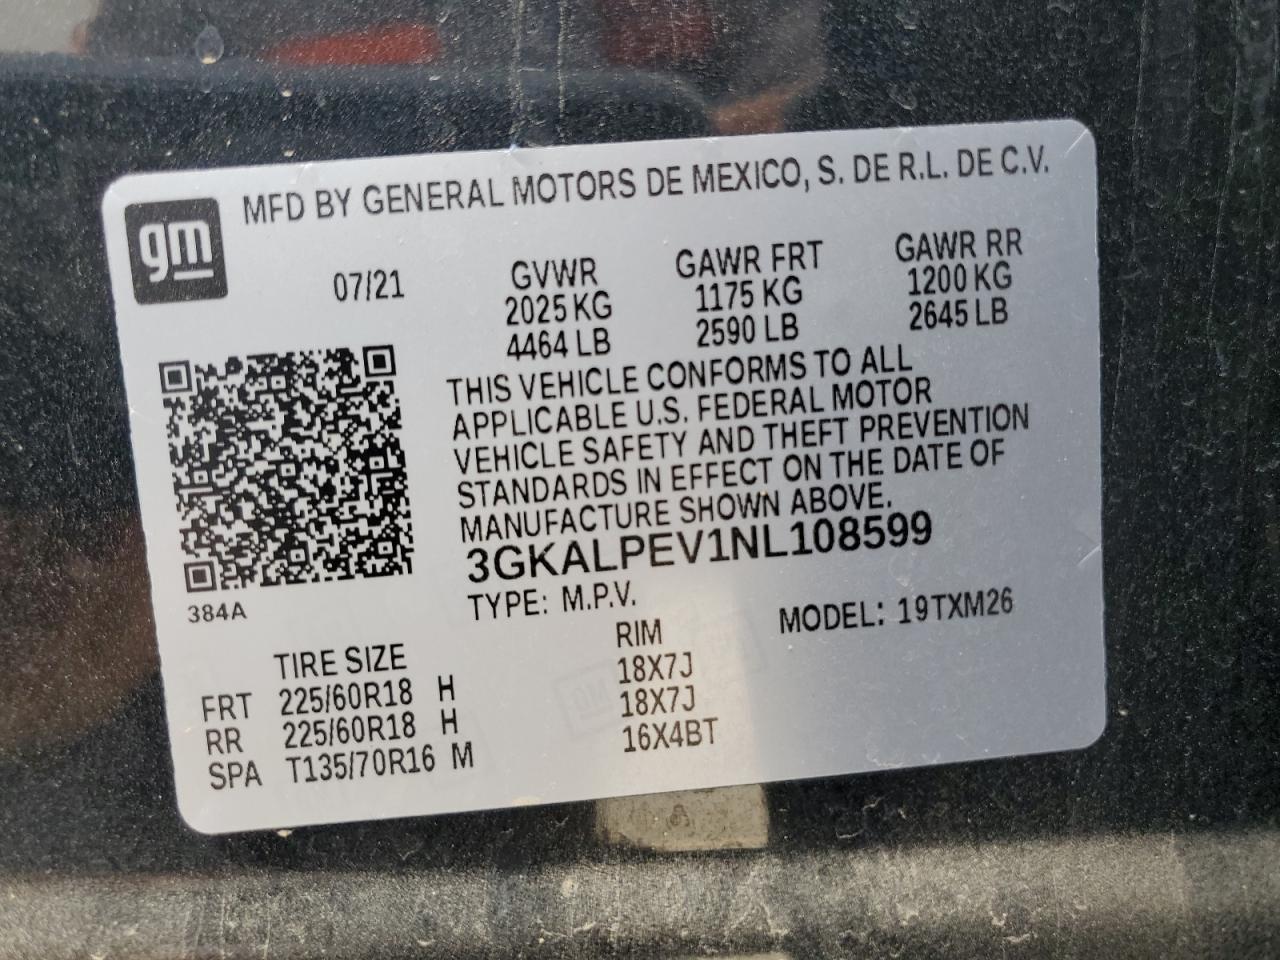 gm
MFD BY GENERAL MOTORS DE MEXICO, S. DE R.L. DE C.V.
07/21 GVWR GAWR FRT GAWR RR
2025 KG 1175 KG 1200 KG
4464 LB 2590 LB 2645 LB
THIS VEHICLE CONFORMS TO ALL
APPLICABLE U.S. FEDERAL MOTOR
VEHICLE SAFETY AND THEFT PREVENTION
STANDARDS IN EFFECT ON THE DATE OF
MANUFACTURE SHOWN ABOVE.
3GKALPEV1NL108599
384A
TYPE: M.P.V. MODEL: 19TXM26
TIRE SIZE RIM
FRT 225/60R18 H 18X7J
RR 225/60R18 H 18X7J
SPA T135/70R16 M 16X4BT